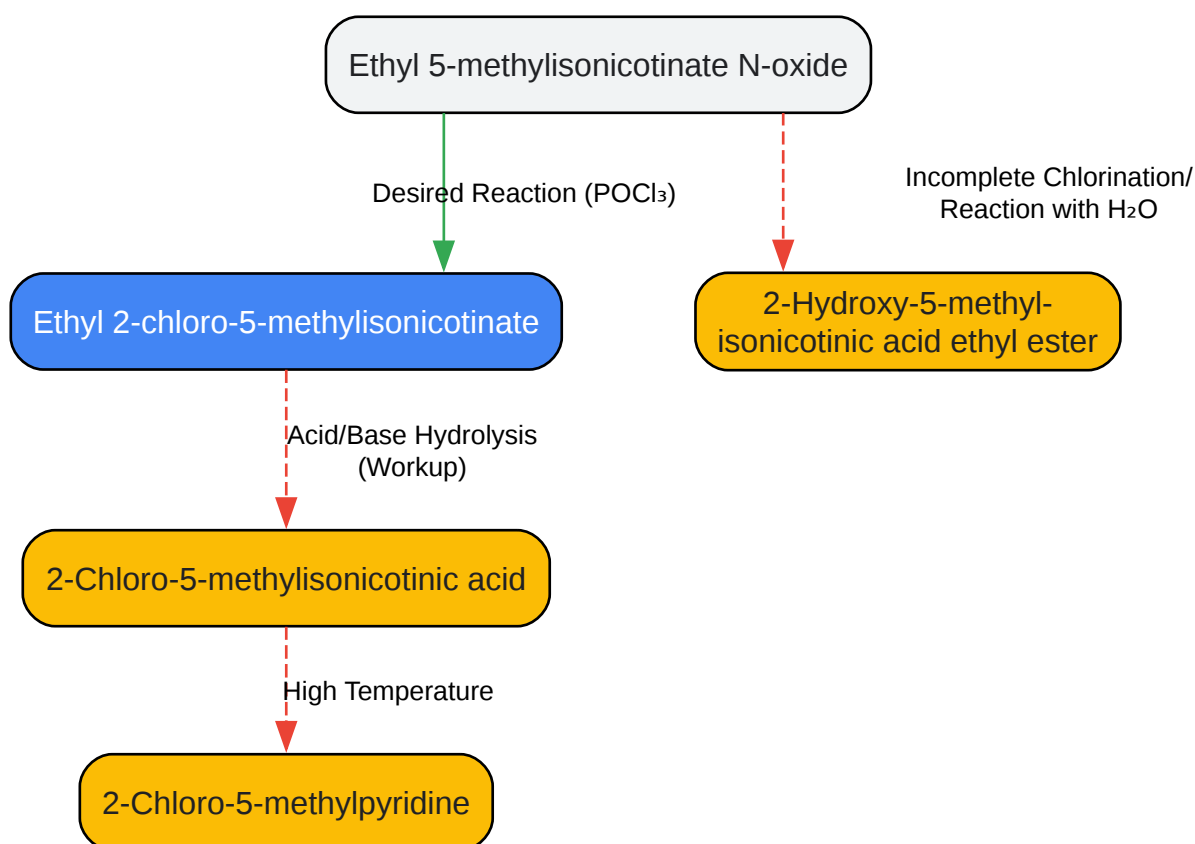 Ethyl 5-methylisonicotinate N-oxide
Desired Reaction (POCl₃)
Incomplete Chlorination/
Reaction with H₂O
Ethyl 2-chloro-5-methylisonicotinate
2-Hydroxy-5-methyl-
isonicotinic acid ethyl ester
Acid/Base Hydrolysis
(Workup)
2-Chloro-5-methylisonicotinic acid
High Temperature
2-Chloro-5-methylpyridine